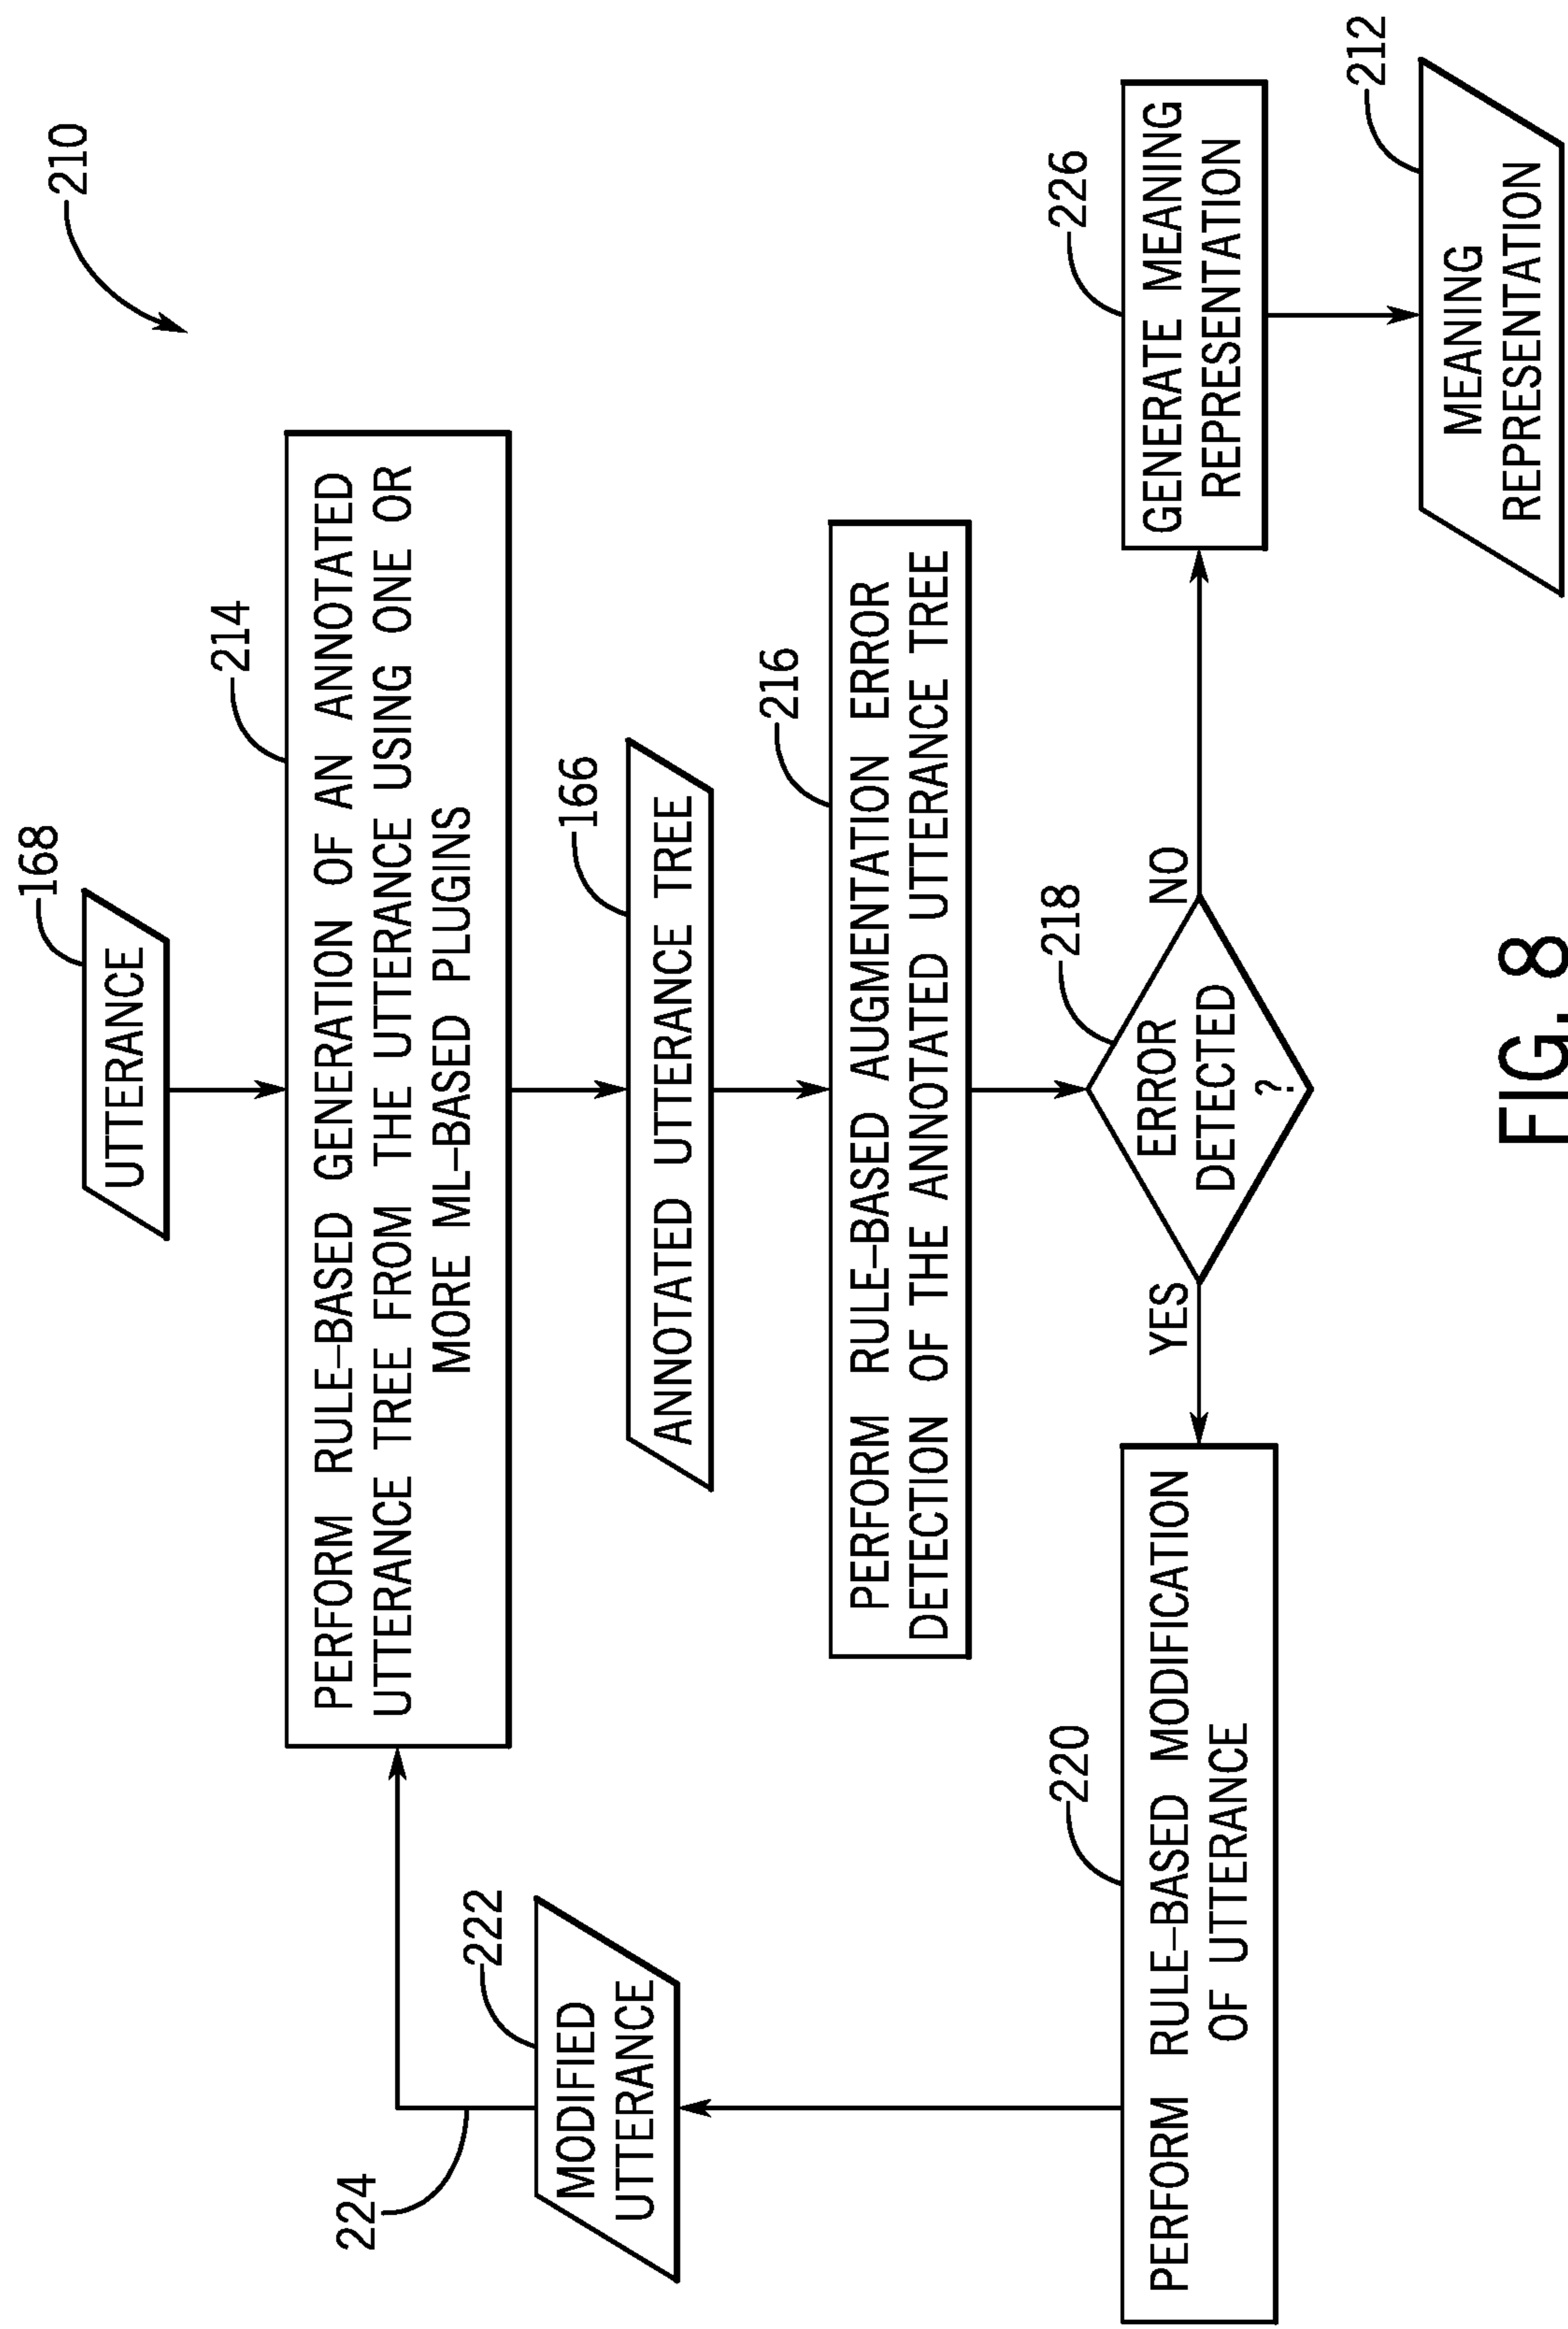 210
168
UTTERANCE
214
PERFORM RULE-BASED GENERATION OF AN ANNOTATED
UTTERANCE TREE FROM THE UTTERANCE USING ONE OR
MORE ML-BASED PLUGINS
166
ANNOTATED UTTERANCE TREE
216
PERFORM RULE-BASED AUGMENTATION ERROR
DETECTION OF THE ANNOTATED UTTERANCE TREE
218
ERROR
DETECTED
?
YES
NO
220
PERFORM RULE-BASED MODIFICATION
OF UTTERANCE
222
MODIFIED
UTTERANCE
224
226
GENERATE MEANING
REPRESENTATION
212
MEANING
REPRESENTATION
FIG. 8